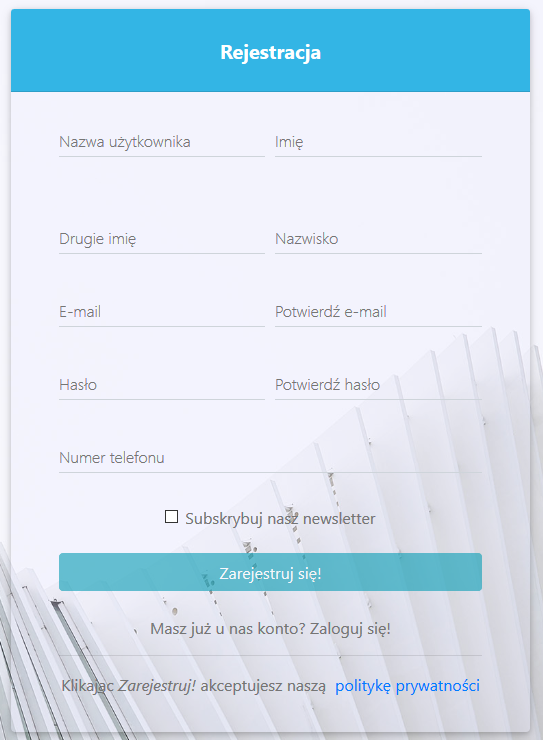 Rejestracja
Nazwa użytkownika Imię
Drugie imię Nazwisko
E-mail Potwierdź e-mail
Hasło Potwierdź hasło
Numer telefonu
Subskrybuj nasz newsletter
Zarejestruj się!
Masz już u nas konto? Zaloguj się!
Klikając Zarejestruj! akceptujesz naszą politykę prywatności